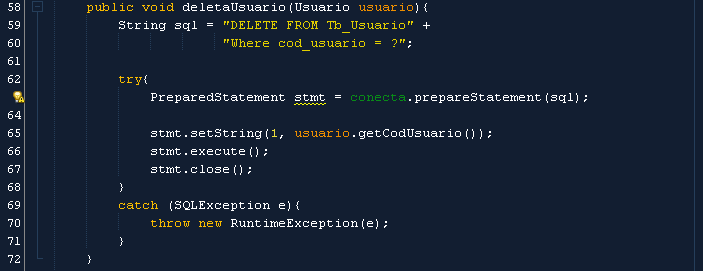 58 public void deletaUsuario(Usuario usuario){
59 String sql = "DELETE FROM Tb_Usuario" +
60 "Where cod_usuario = ?";
61
62 try{
PreparedStatement stmt = conecta.prepareStatement(sql);
64
65 stmt.setString(1, usuario.getCodUsuario());
66 stmt.execute();
67 stmt.close();
68 }
69 catch (SQLException e){
70 throw new RuntimeException(e);
71 }
72 }